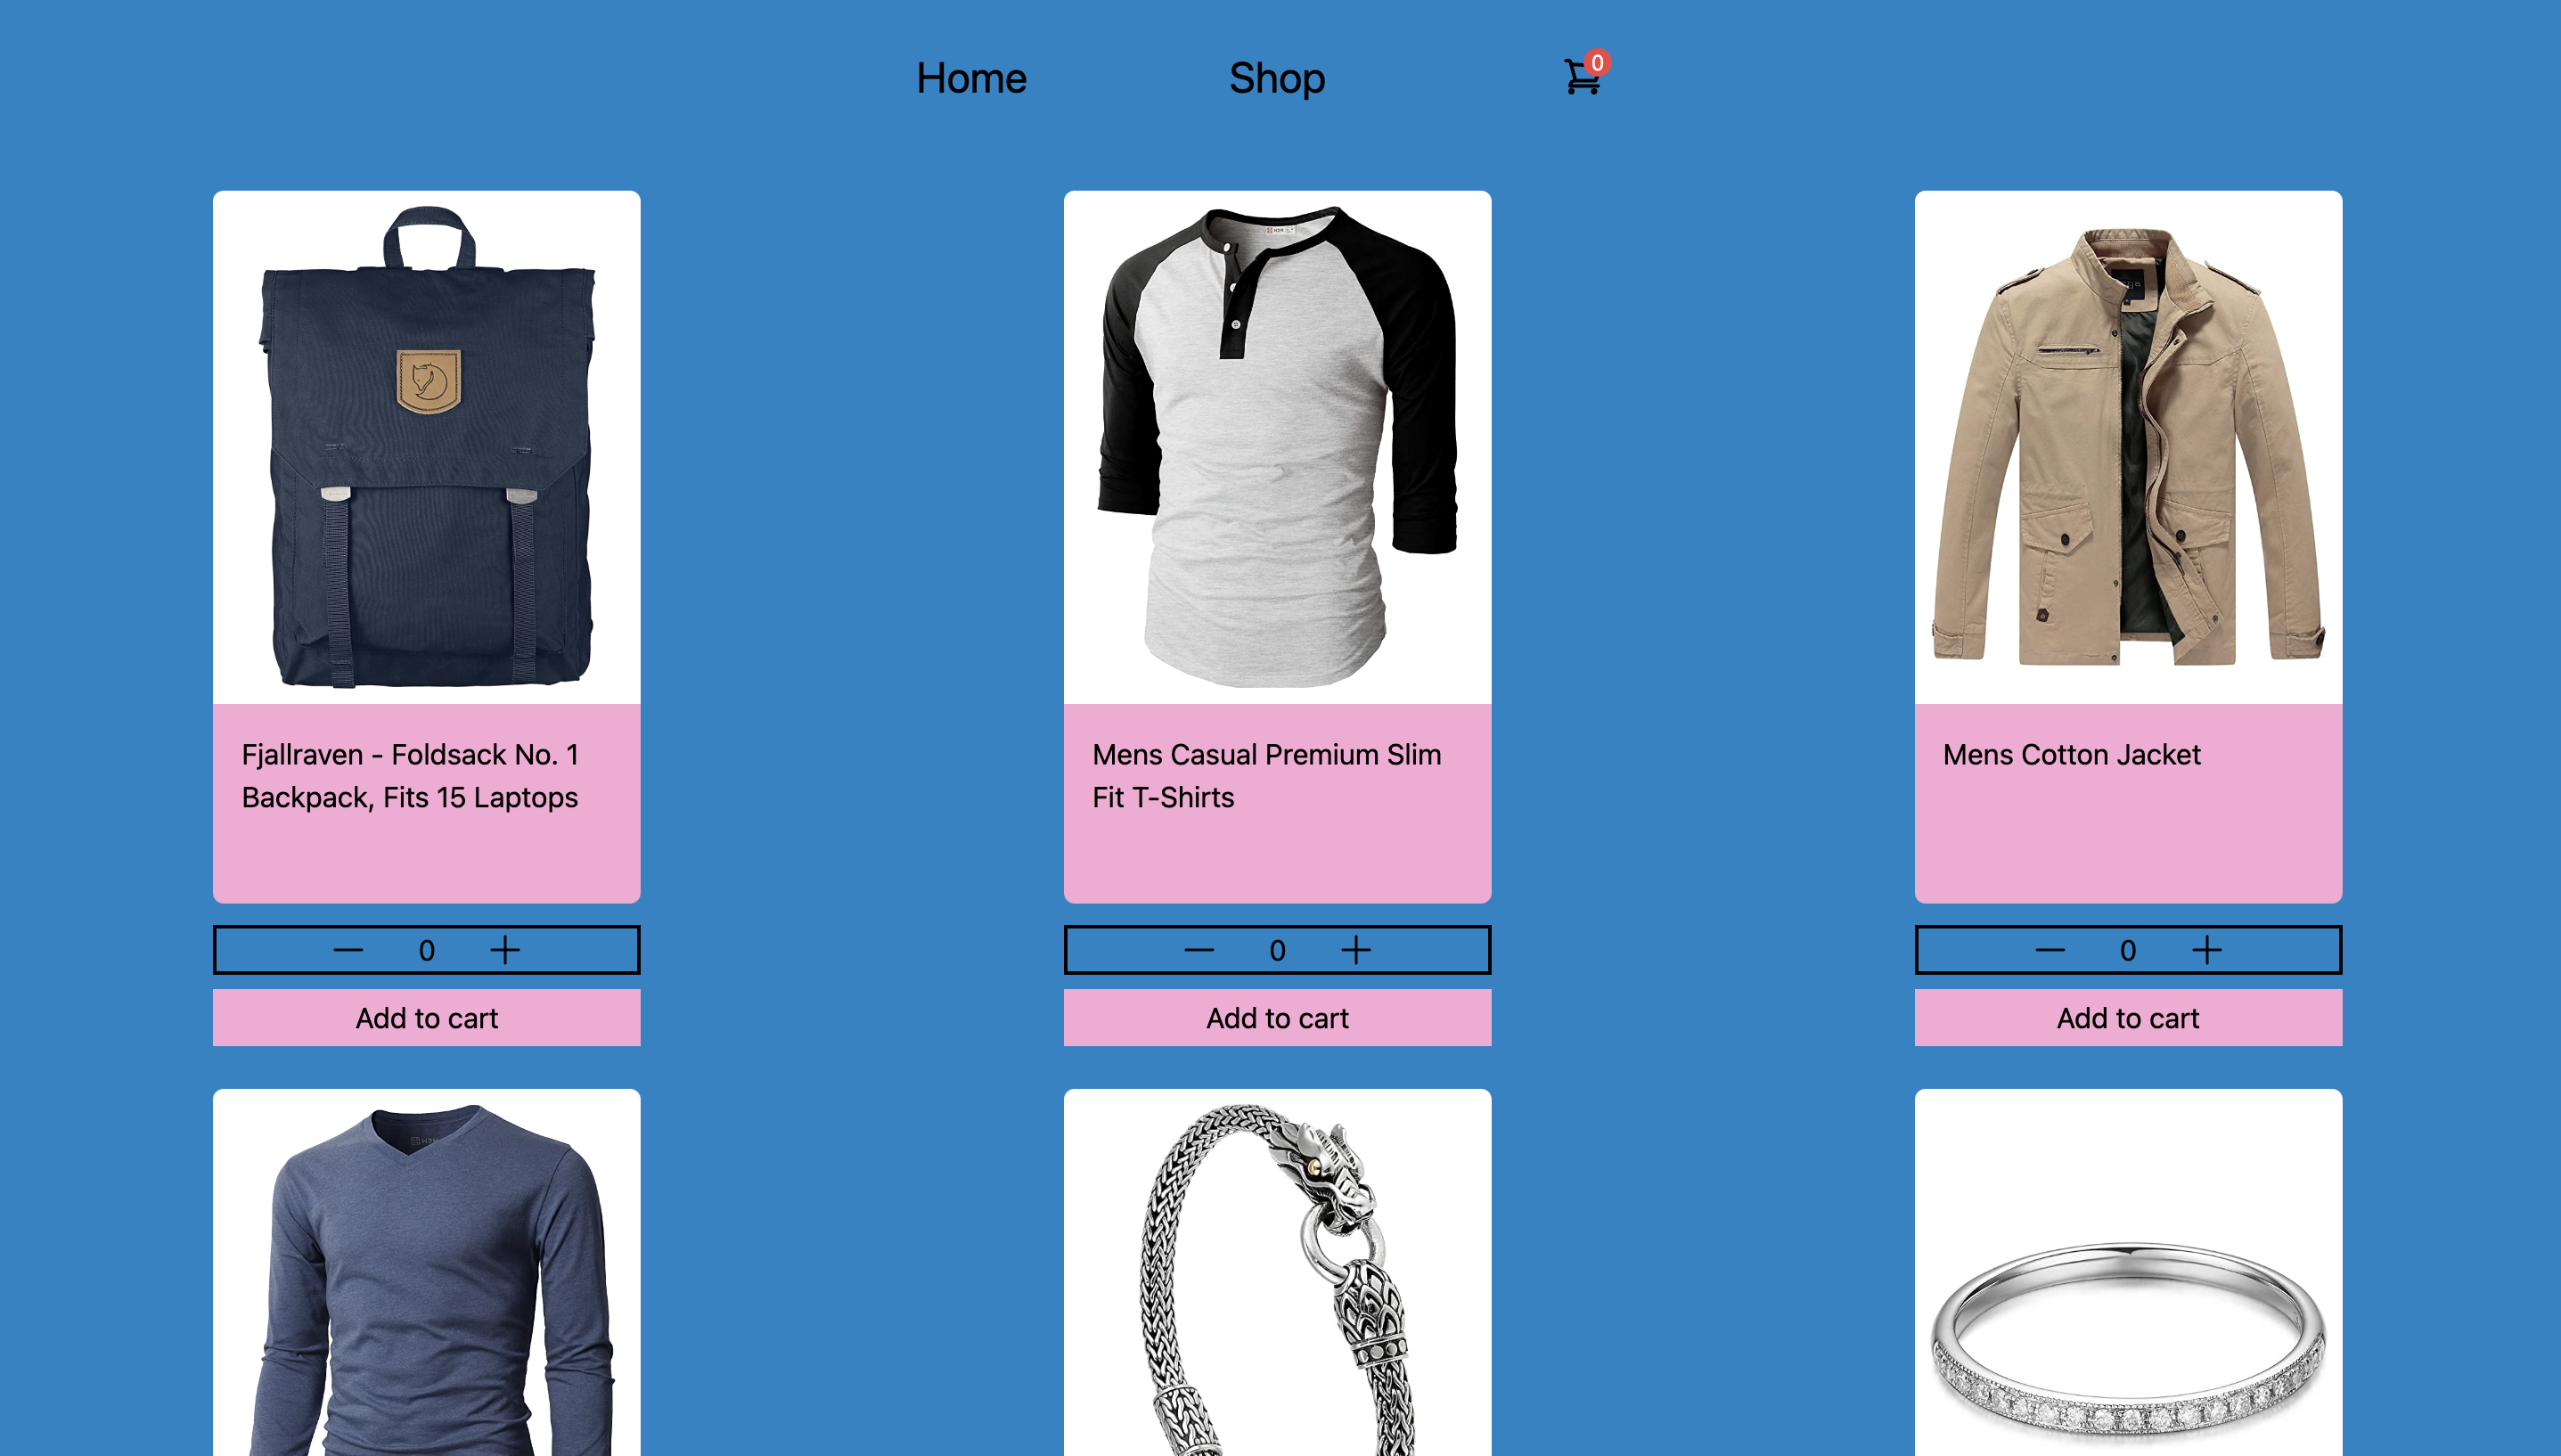 Home
Shop
0
Fjallraven - Foldsack No. 1
Backpack, Fits 15 Laptops
Mens Casual Premium Slim
Fit T-Shirts
Mens Cotton Jacket
0
0
0
Add to cart
Add to cart
Add to cart